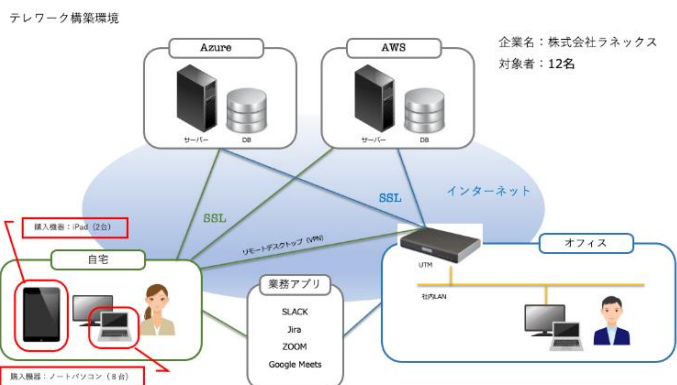 テレワーク構築環境
企業名：株式会社ラネックス
対象者：12名
Azure
AWS
サーバー
DB
サーバー
DB
インターネット
SSL
SSL
リモートデスクトップ（VPN）
購入機器：iPad（2台）
自宅
UTM
オフィス
社内LAN
業務アプリ
SLACK
Jira
ZOOM
Google Meets
購入機器：ノートパソコン（8台）